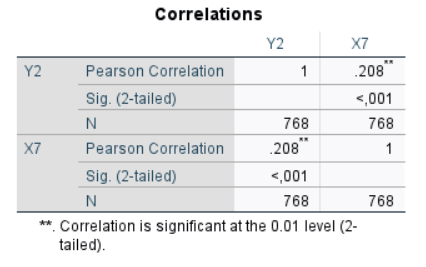 Correlations
Y2 X7
Y2 Pearson Correlation 1 .208**
Sig. (2-tailed) <,001
N 768 768
X7 Pearson Correlation .208** 1
Sig. (2-tailed) <,001
N 768 768
**. Correlation is significant at the 0.01 level (2-
tailed).